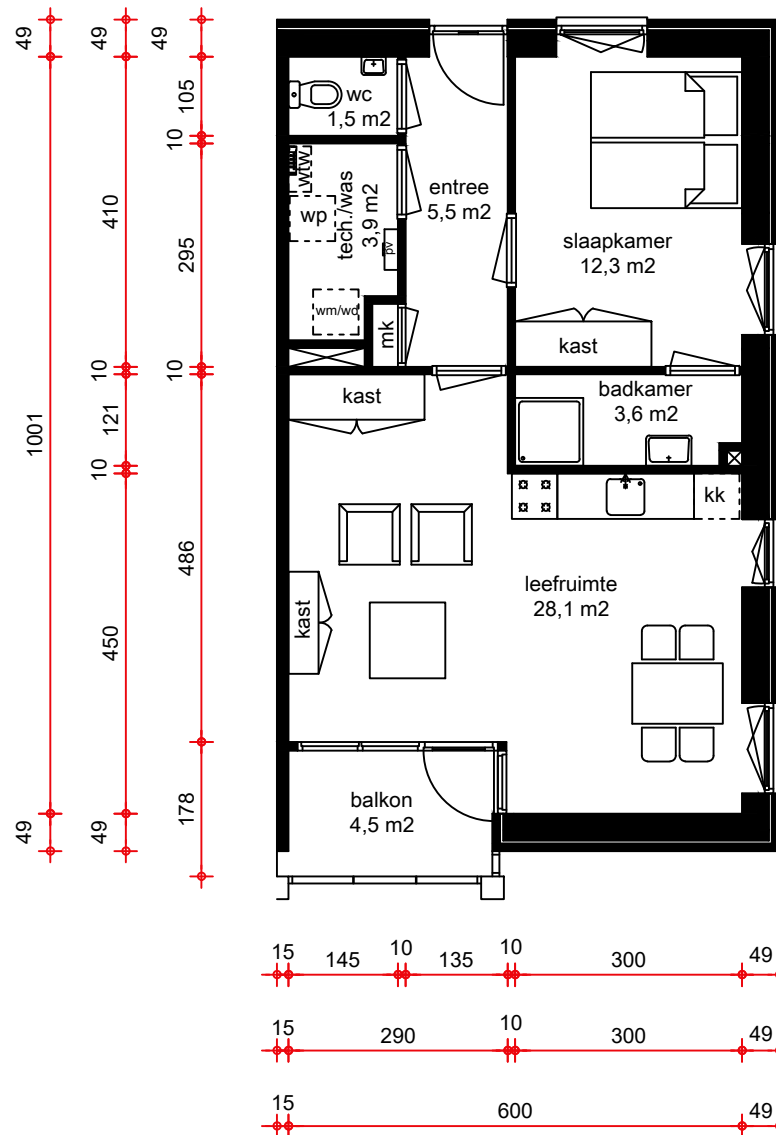 49
49
49
wc
1,5 m2
105
10
wtw
wp
tech./was
3,9 m2
entree
5,5 m2
slaapkamer
12,3 m2
410
295
pv
wm/wd
mk
kast
10
10
kast
badkamer
3,6 m2
1001
121
10
kk
486
leefruimte
28,1 m2
kast
450
balkon
4,5 m2
178
49
49
15
145
10
135
10
300
49
15
290
10
300
49
15
600
49